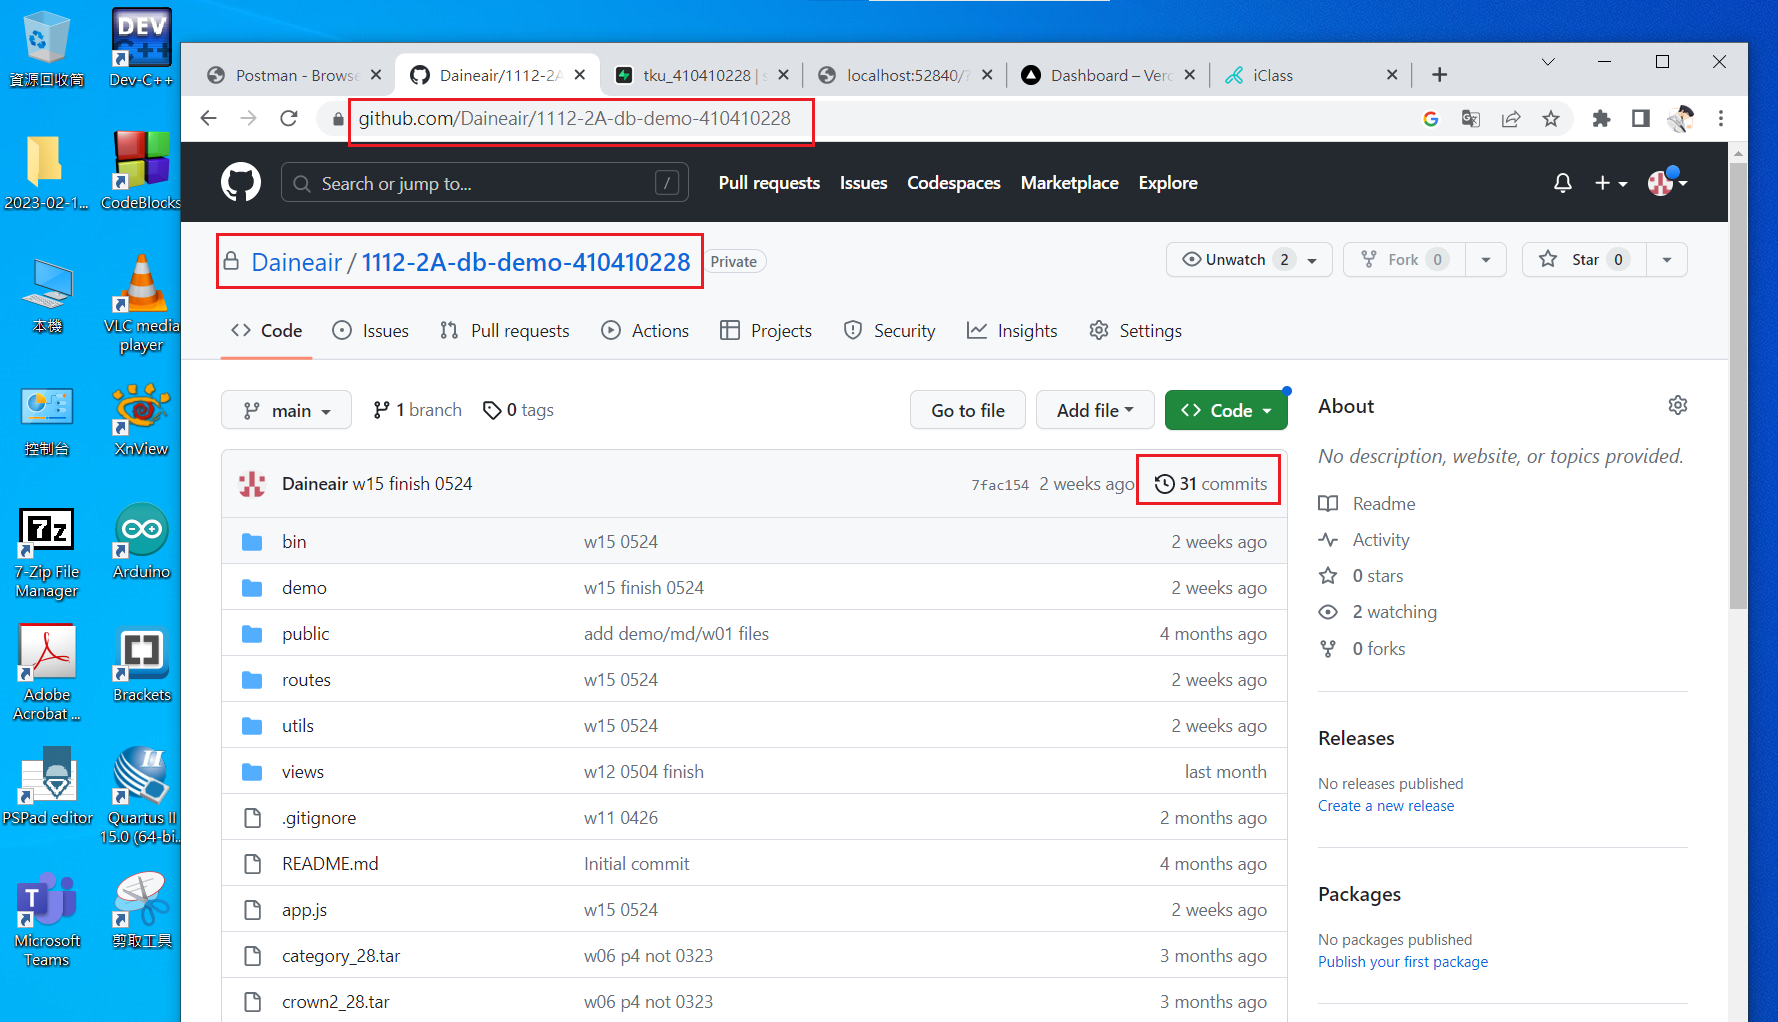 資源回收筒
DEV
C++
Dev-C++
2023-02-1...
CodeBlocks
本機
VLC media
player
控制台
XnView
7z
7-Zip File
Manager
Arduino
Adobe
Acrobat ...
Brackets
PSPad editor
II
Quartus II
15.0 (64-bi...
T
Microsoft
Teams
剪取工具
Postman - Browse
Daineair/1112-2A
tku_410410228 | s
localhost:52840/?
Dashboard – Verc
iClass
github.com/Daineair/1112-2A-db-demo-410410228
Search or jump to...
/
Pull requests
Issues
Codespaces
Marketplace
Explore
Daineair / 1112-2A-db-demo-410410228
Private
Unwatch 2
Fork 0
Star 0
Code
Issues
Pull requests
Actions
Projects
Security
Insights
Settings
main
1 branch
0 tags
Go to file
Add file
Code
Daineair w15 finish 0524
7fac154 2 weeks ago
31 commits
bin w15 0524 2 weeks ago
demo w15 finish 0524 2 weeks ago
public add demo/md/w01 files 4 months ago
routes w15 0524 2 weeks ago
utils w15 0524 2 weeks ago
views w12 0504 finish last month
.gitignore w11 0426 2 months ago
README.md Initial commit 4 months ago
app.js w15 0524 2 weeks ago
category_28.tar w06 p4 not 0323 3 months ago
crown2_28.tar w06 p4 not 0323 3 months ago
About
No description, website, or topics provided.
Readme
Activity
0 stars
2 watching
0 forks
Releases
No releases published
Create a new release
Packages
No packages published
Publish your first package